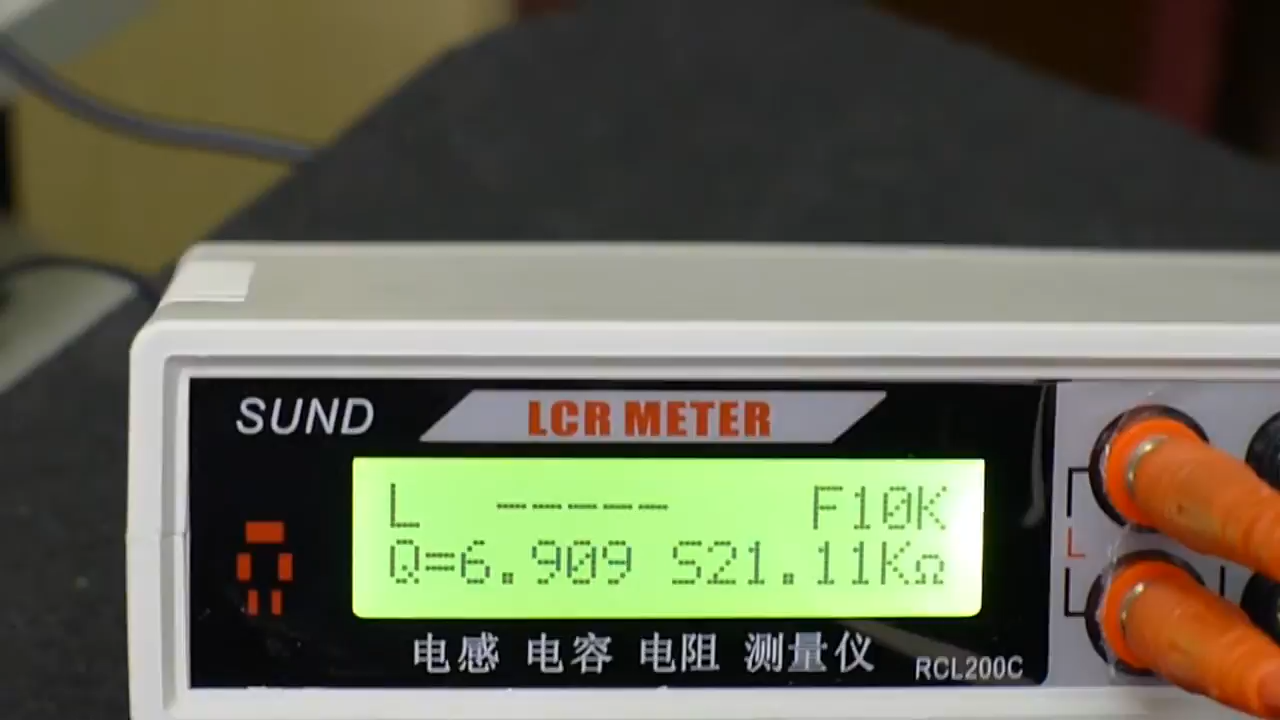 SUND
LCR METER
L ----- F10K
Q=6.909 S21.11KΩ
L
电感 电容 电阻 测量仪
RCL200C